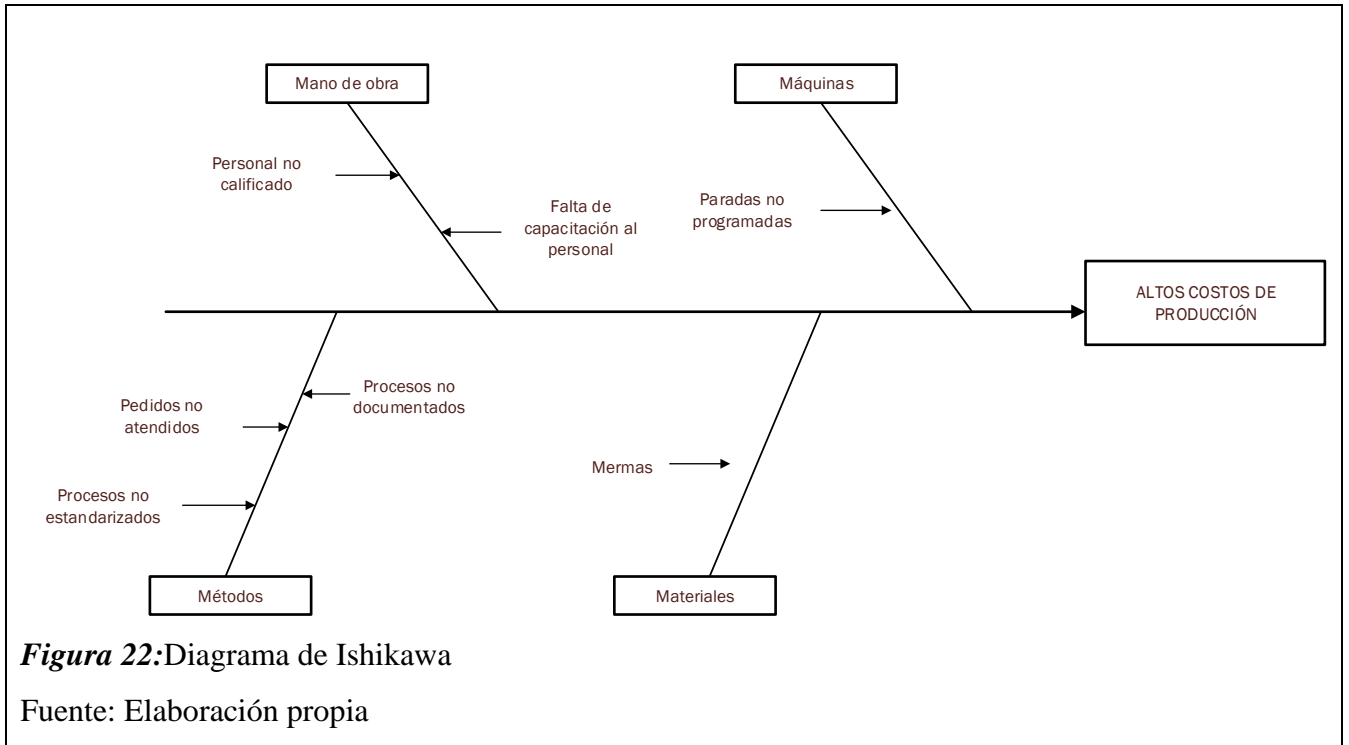 Mano de obra
Máquinas
Personal no
calificado
Falta de
capacitación al
personal
Paradas no
programadas
ALTOS COSTOS DE
PRODUCCIÓN
Procesos no
documentados
Pedidos no
atendidos
Mermas
Procesos no
estandarizados
Métodos
Materiales
Figura 22:Diagrama de Ishikawa
Fuente: Elaboración propia